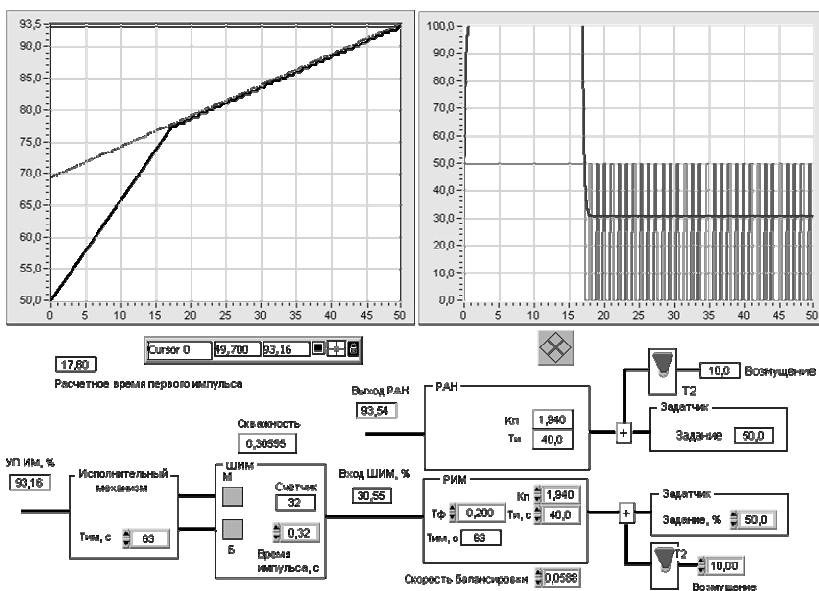 93,5
90,0
85,0
80,0
75,0
70,0
65,0
60,0
55,0
50,0
0 5 10 15 20 25 30 35 40 45 50
100,0
90,0
80,0
70,0
60,0
50,0
40,0
30,0
20,0
10,0
0,0
0 5 10 15 20 25 30 35 40 45 50
Cursor 0 49,700 93,16
17,60
Расчетное время первого импульса
Выход РАН
93,54
РАН
Кп 1,940
Ти 40,0
Т2
10,0 Возмущение
Задатчик
Задание 50,0
+
Скважность
0,30555
УП ИМ, %
93,16
Исполнительный механизм
Тим, с 63
ШИМ
М
Б
Счетчик
32
0,32
Время импульса, с
Вход ШИМ, %
30,55
РИМ
Тф 0,200
Кп 1,940
Ти, с 40,0
Тим, с 63
Скорость балансировки 0,0588
+
Задатчик
Задание, % 50,0
Т2
10,00
Возмущение